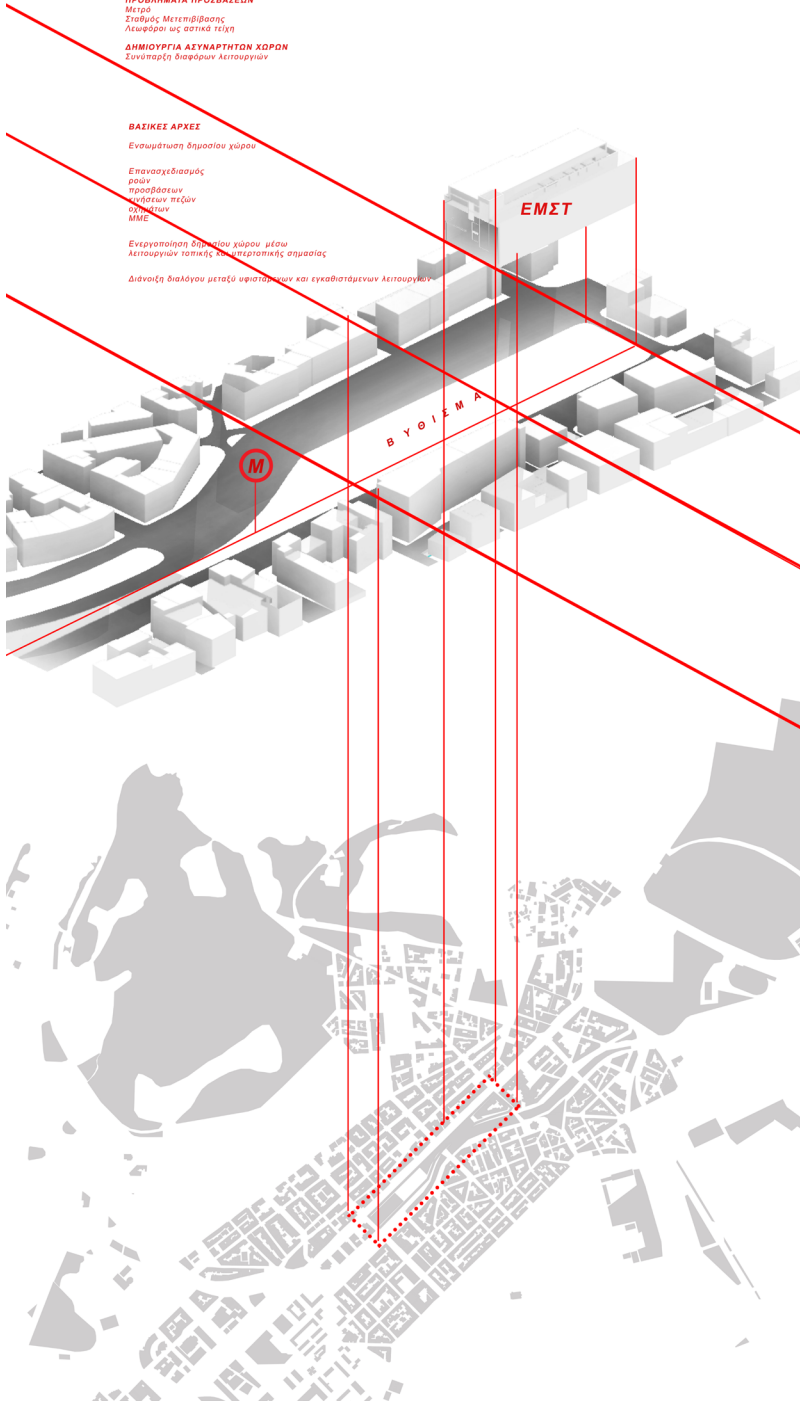 ΠΡΟΒΛΗΜΑΤΑ ΠΡΟΣΒΑΣΕΩΝ
Μετρό
Σταθμός Μετεπιβίβασης
Λεωφόροι ως αστικά τείχη
ΔΗΜΙΟΥΡΓΙΑ ΑΣΥΝΑΡΤΗΤΩΝ ΧΩΡΩΝ
Συνύπαρξη διαφόρων λειτουργιών
ΒΑΣΙΚΕΣ ΑΡΧΕΣ
Ενσωμάτωση δημοσίου χώρου
Επανασχεδιασμός
ροών
προσβάσεων
κινήσεων πεζών
οχημάτων
ΜΜΕ
Ενεργοποίηση δημοσίου χώρου μέσω
λειτουργιών τοπικής και υπερτοπικής σημασίας
Διάνοιξη διαλόγου μεταξύ υφιστάμενων και εγκαθιστάμενων λειτουργιών
ΕΜΣΤ
ΒΥΘΙΣΜΑ
Μ